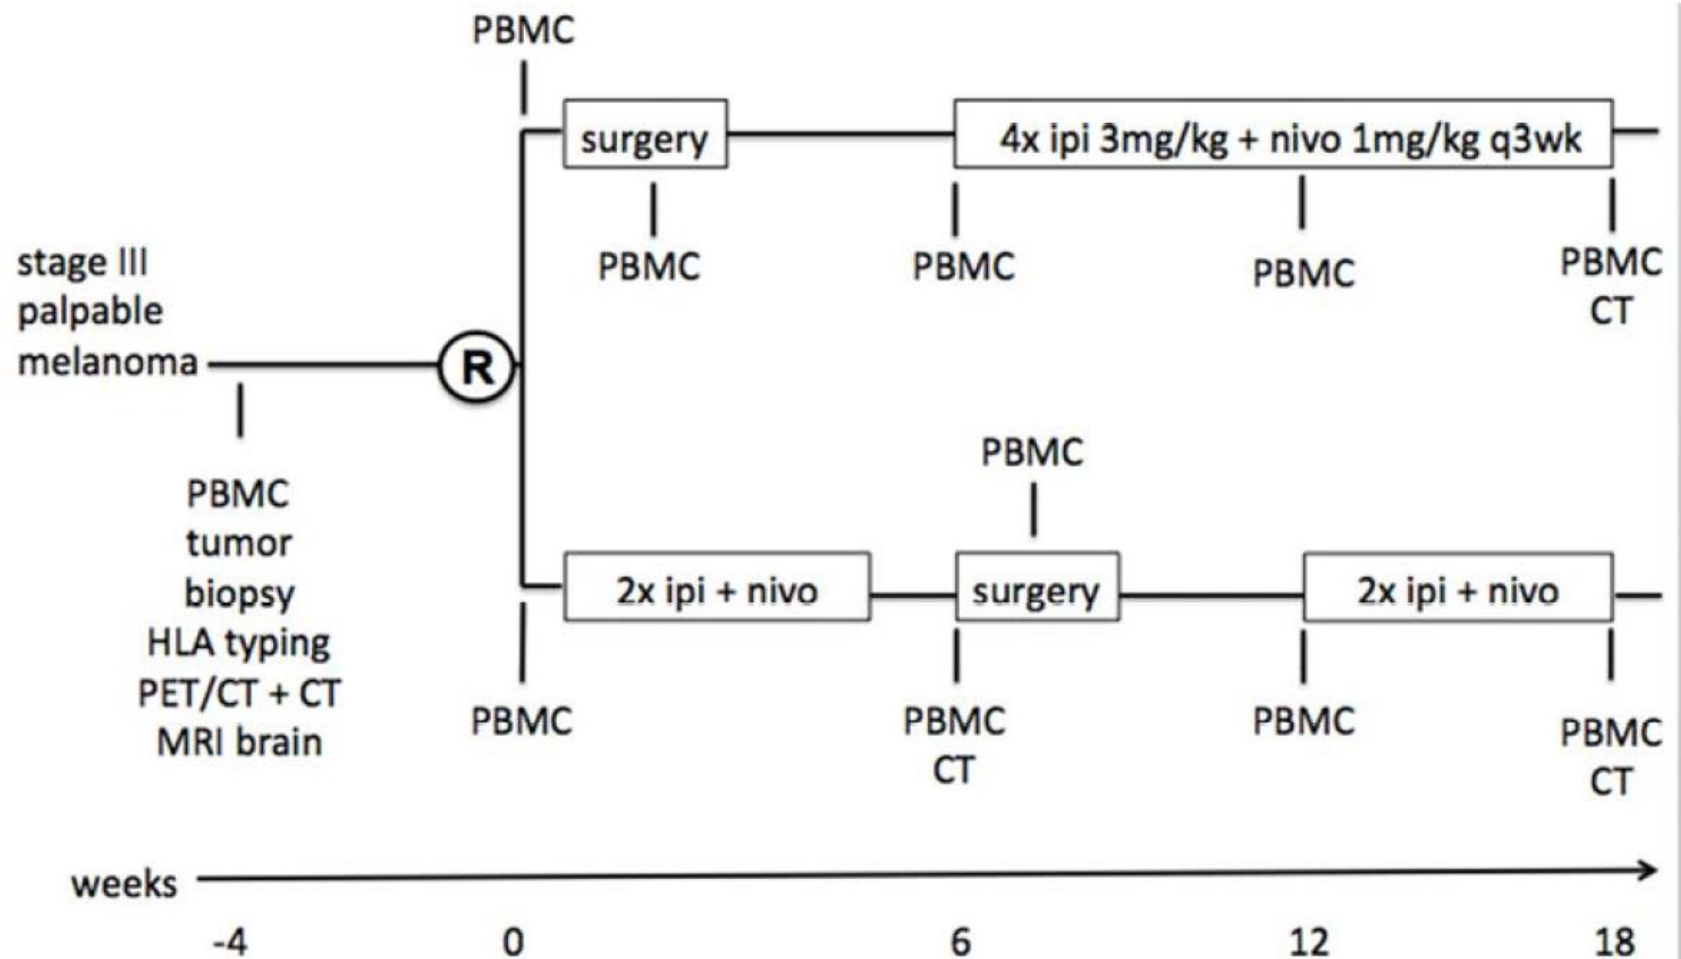 PBMC
surgery
4x ipi 3mg/kg + nivo 1mg/kg q3wk
PBMC
PBMC
PBMC
PBMC
CT
stage III
palpable
melanoma
R
PBMC
tumor
biopsy
HLA typing
PET/CT + CT
MRI brain
PBMC
2x ipi + nivo
surgery
2x ipi + nivo
PBMC
PBMC
CT
PBMC
PBMC
CT
weeks
-4 0 6 12 18